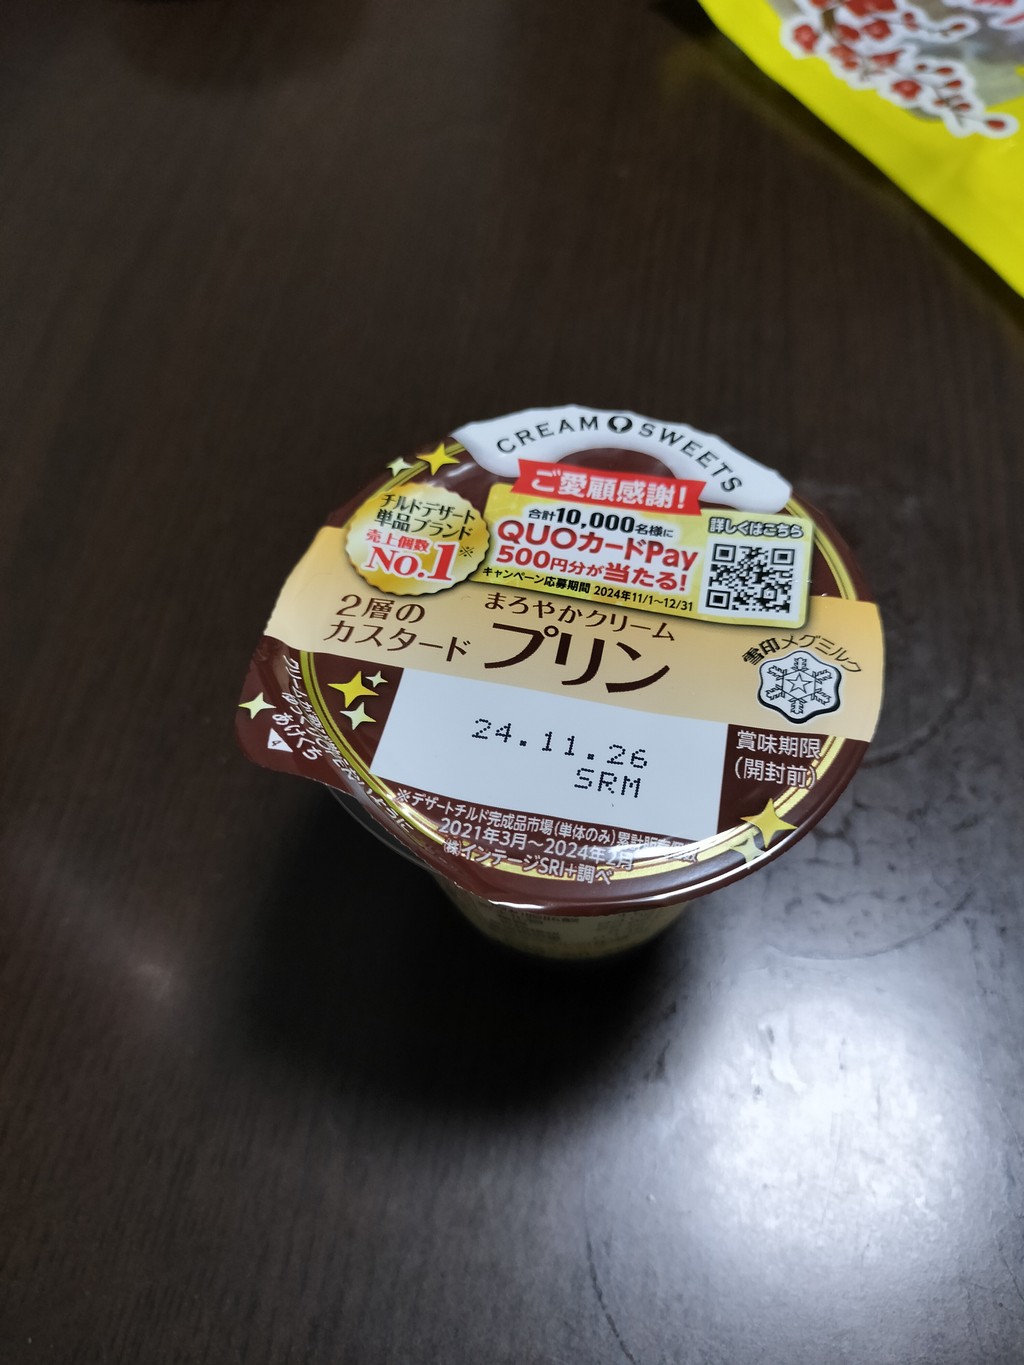 CREAM SWEETS
ご愛顧感謝!
チルドデザート
単品ブランド
売上個数
No.1※
合計10,000名様に
QUOカードPay
500円分が当たる!
キャンペーン応募期間 2024年11/1~12/31
詳しくはこちら
2層の
カスタード
まろやかクリーム
プリン
雪印メグミルク
24.11.26
SRM
賞味期限
(開封前)
あけくち
※デザートチルド完成品市場(単体のみ)
2021年3月~2024年2月
㈱インテージSRI+調べ